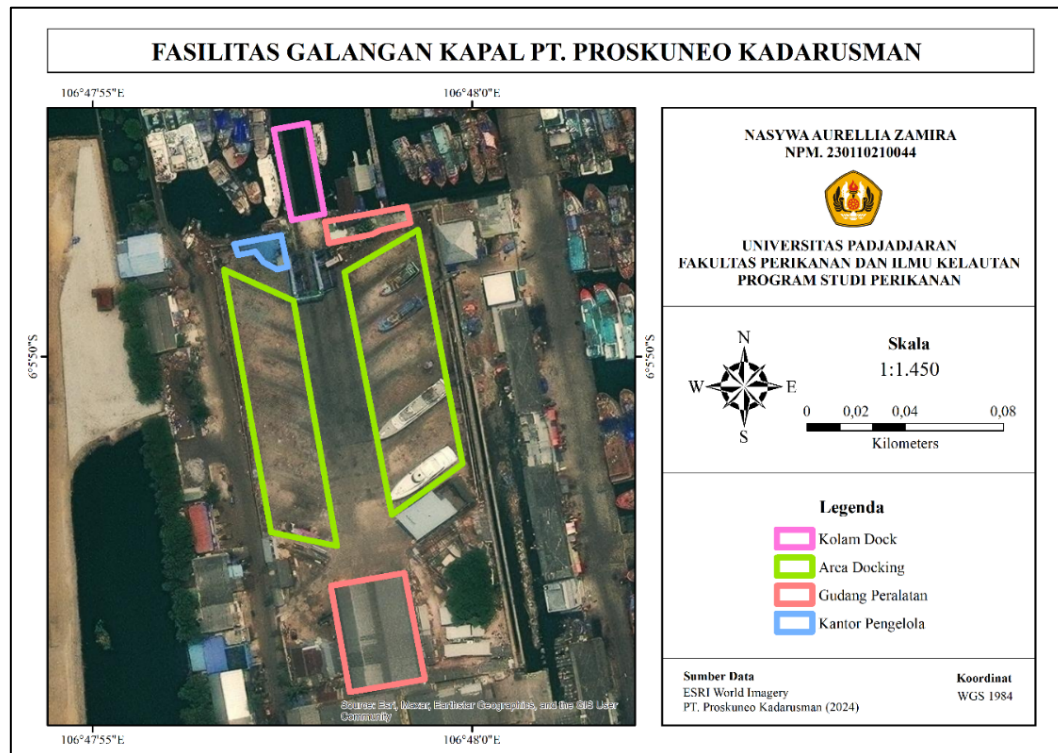 FASILITAS GALANGAN KAPAL PT. PROSKUNEO KADARUSMAN
106°47'55"E
106°48'0"E
6°5'50"S
6°5'50"S
Source: Esri, Maxar, Earthstar Geographics, and the GIS User
Community
106°47'55"E
106°48'0"E
NASYWA AURELLIA ZAMIRA
NPM. 230110210044
UNIVERSITAS PADJADJARAN
FAKULTAS PERIKANAN DAN ILMU KELAUTAN
PROGRAM STUDI PERIKANAN
N
W
E
S
Skala
1:1.450
0 0,02 0,04 0,08
Kilometers
Legenda
Kolam Dock
Area Docking
Gudang Peralatan
Kantor Pengelola
Sumber Data
ESRI World Imagery
PT. Proskuneo Kadarusman (2024)
Koordinat
WGS 1984